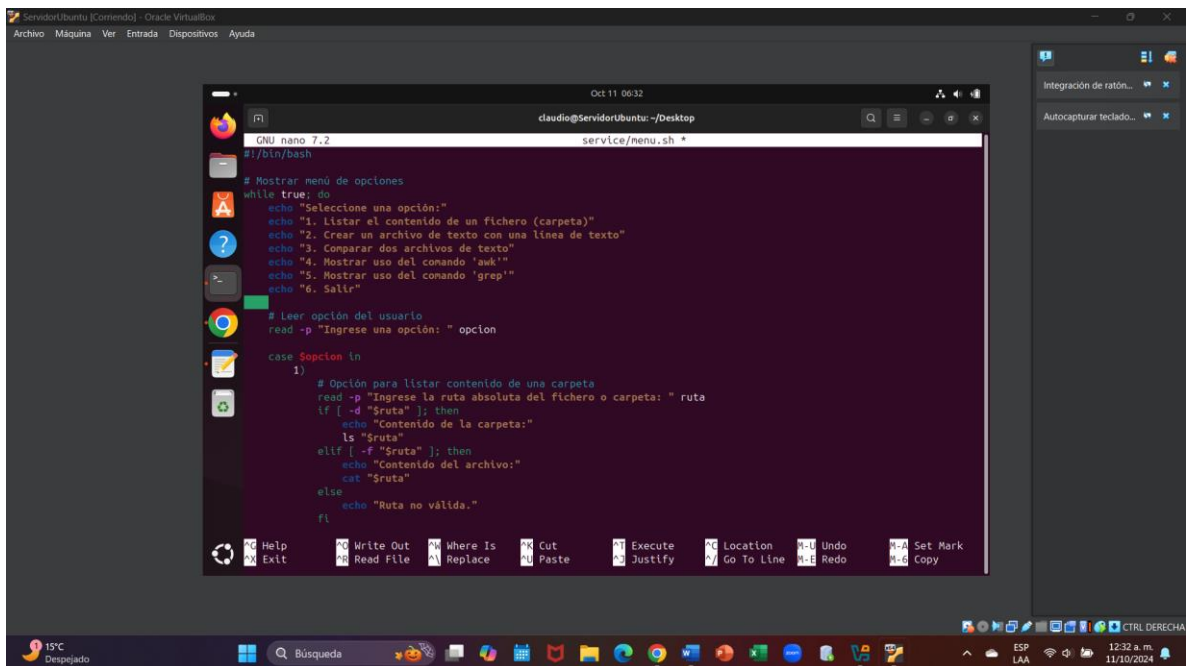 ServidorUbuntu [Corriendo] - Oracle VirtualBox
Archivo Máquina Ver Entrada Dispositivos Ayuda
Integración de ratón...
Autocapturar teclado...
Oct 11 06:32
claudio@ServidorUbuntu: ~/Desktop
GNU nano 7.2 service/menu.sh *
#!/bin/bash
# Mostrar menú de opciones
while true; do
echo "Seleccione una opción:"
echo "1. Listar el contenido de un fichero (carpeta)"
echo "2. Crear un archivo de texto con una línea de texto"
echo "3. Comparar dos archivos de texto"
echo "4. Mostrar uso del comando 'awk'"
echo "5. Mostrar uso del comando 'grep'"
echo "6. Salir"
# Leer opción del usuario
read -p "Ingrese una opción: " opcion
case $opcion in
1)
# Opción para listar contenido de una carpeta
read -p "Ingrese la ruta absoluta del fichero o carpeta: " ruta
if [ -d "$ruta" ]; then
echo "Contenido de la carpeta:"
ls "$ruta"
elif [ -f "$ruta" ]; then
echo "Contenido del archivo:"
cat "$ruta"
else
echo "Ruta no válida."
fi
^G Help ^O Write Out ^W Where Is ^K Cut ^T Execute ^C Location M-U Undo M-A Set Mark
^X Exit ^R Read File ^\ Replace ^U Paste ^J Justify ^/ Go To Line M-E Redo M-6 Copy
CTRL DERECHA
1
15°C
Despejado
Búsqueda
ESP
LAA
12:32 a. m.
11/10/2024